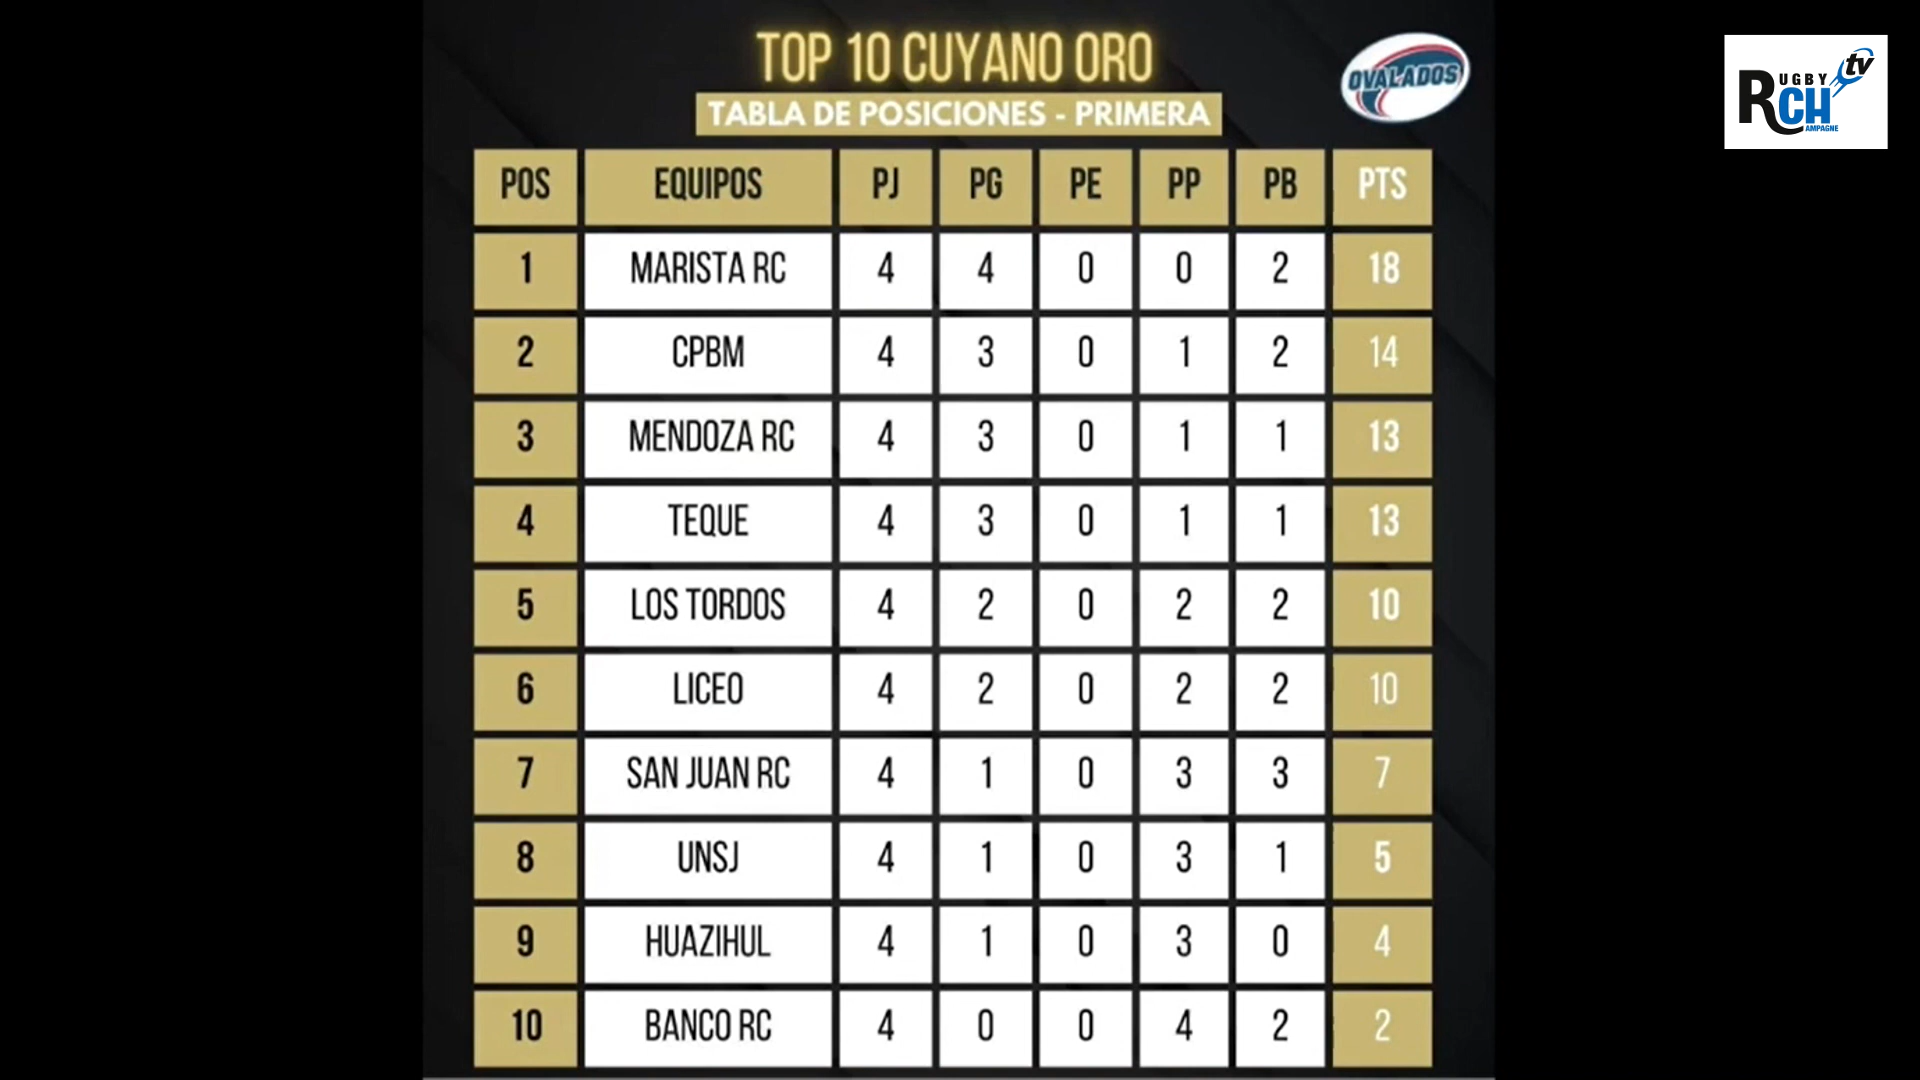 TOP 10 CUYANO ORO
OVALADOS
RUGBY tv
CHAMPAGNE
TABLA DE POSICIONES - PRIMERA
POS EQUIPOS PJ PG PE PP PB PTS
1 MARISTA RC 4 4 0 0 2 18
2 CPBM 4 3 0 1 2 14
3 MENDOZA RC 4 3 0 1 1 13
4 TEQUE 4 3 0 1 1 13
5 LOS TORDOS 4 2 0 2 2 10
6 LICEO 4 2 0 2 2 10
7 SAN JUAN RC 4 1 0 3 3 7
8 UNSJ 4 1 0 3 1 5
9 HUAZIHUL 4 1 0 3 0 4
10 BANCO RC 4 0 0 4 2 2